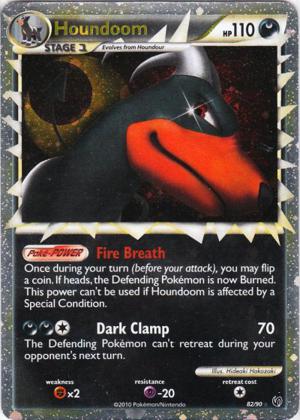 Houndoom HP110
STAGE 1 Evolves from Houndour
Poké-POWER Fire Breath
Once during your turn (before your attack), you may flip
a coin. If heads, the Defending Pokémon is now Burned.
This power can't be used if Houndoom is affected by a
Special Condition.
Dark Clamp 70
The Defending Pokémon can't retreat during your
opponent's next turn.
Illus. Hideaki Hakozaki
weakness resistance retreat cost
×2 -20
©2010 Pokémon/Nintendo 82/90